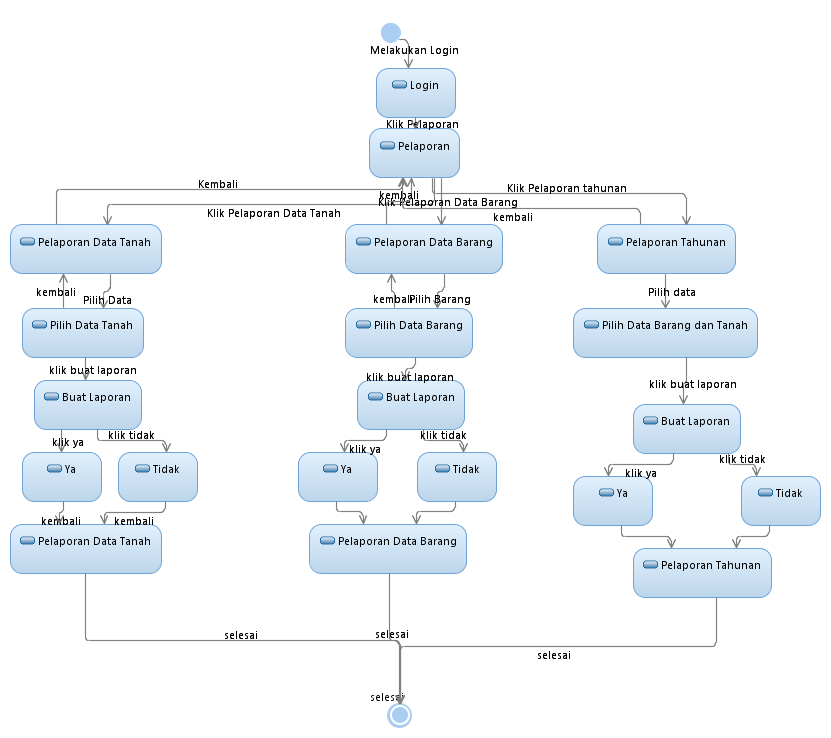 Melakukan Login
Login
Klik Pelaporan
Pelaporan
Kembali
kembali
Klik Pelaporan tahunan
Klik Pelaporan Data Barang
Klik Pelaporan Data Tanah
kembali
Pelaporan Data Tanah
Pelaporan Data Barang
Pelaporan Tahunan
kembali
Pilih Data
kembali
Pilih Barang
Pilih data
Pilih Data Tanah
Pilih Data Barang
Pilih Data Barang dan Tanah
klik buat laporan
klik buat laporan
klik buat laporan
Buat Laporan
Buat Laporan
Buat Laporan
klik ya
klik tidak
klik ya
klik tidak
klik ya
klik tidak
Ya
Tidak
Ya
Tidak
Ya
Tidak
kembali
kembali
Pelaporan Data Tanah
Pelaporan Data Barang
Pelaporan Tahunan
selesai
selesai
selesai
selesai